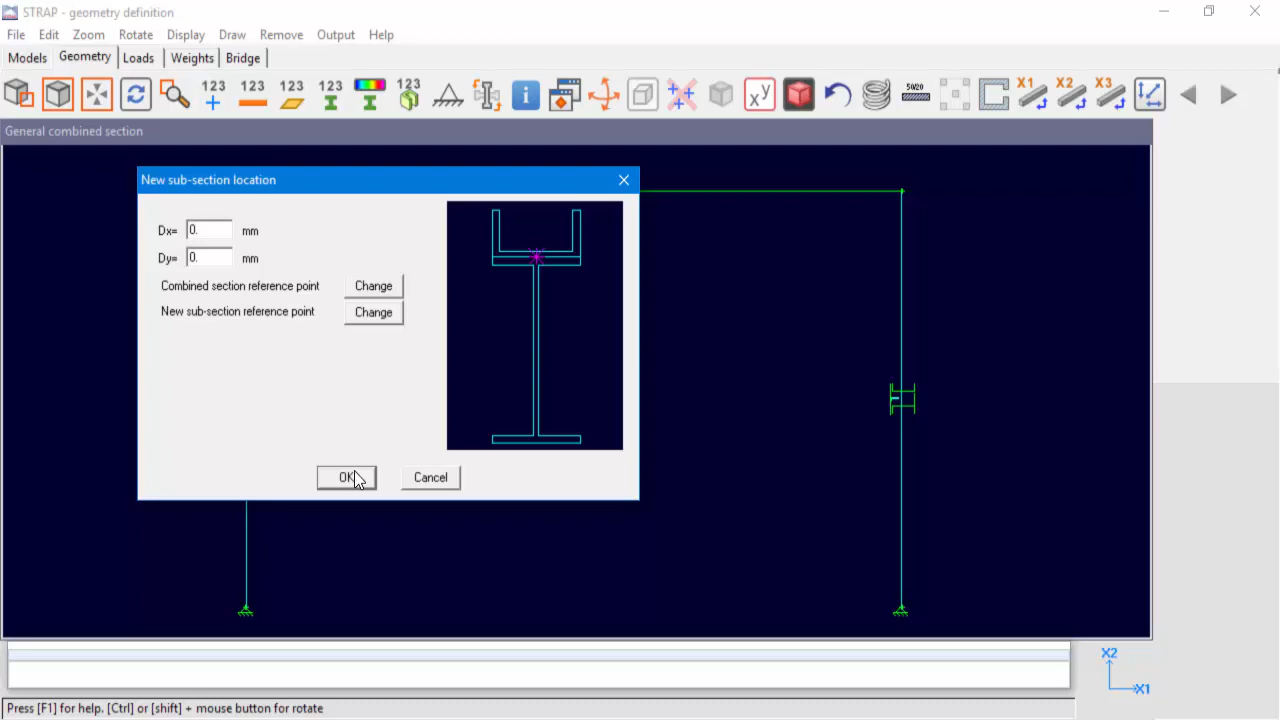 STRAP - geometry definition
File Edit Zoom Rotate Display Draw Remove Output Help
Models Geometry Loads Weights Bridge
123 123 123 123 123 i xy 50/20 X1 X2 X3
General combined section
New sub-section location
Dx= 0. mm
Dy= 0. mm
Combined section reference point Change
New sub-section reference point Change
OK Cancel
X2
X1
Press [F1] for help. [Ctrl] or [shift] + mouse button for rotate